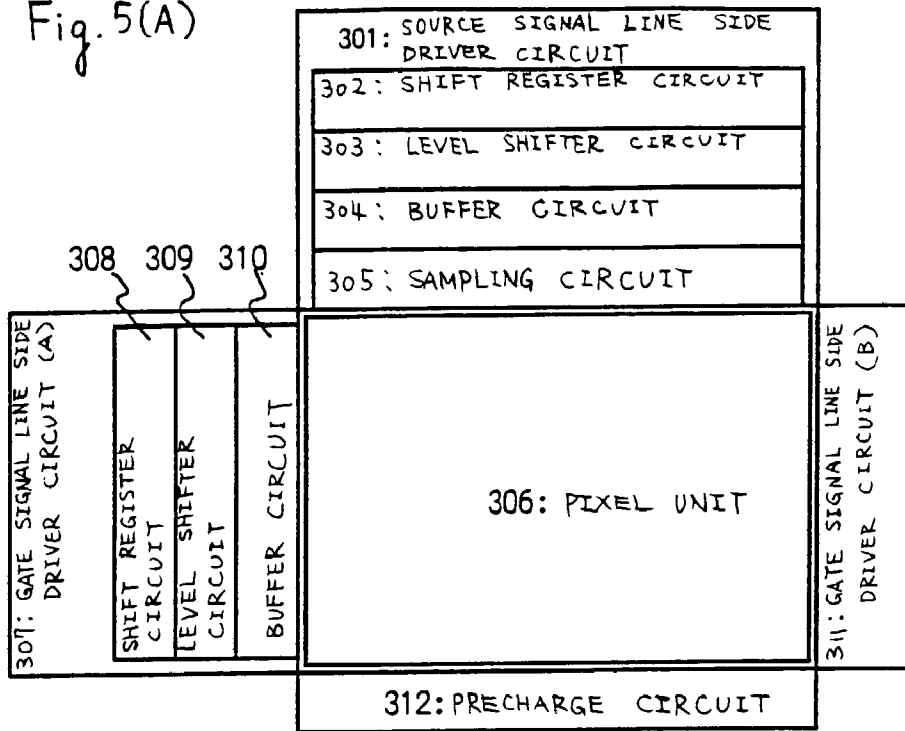 Fig. 5(A)
301: SOURCE SIGNAL LINE SIDE
DRIVER CIRCUIT
302: SHIFT REGISTER CIRCUIT
303: LEVEL SHIFTER CIRCUIT
304: BUFFER CIRCUIT
305: SAMPLING CIRCUIT
308 309 310
307: GATE SIGNAL LINE SIDE
DRIVER CIRCUIT (A)
SHIFT REGISTER
CIRCUIT
LEVEL SHIFTER
CIRCUIT
BUFFER CIRCUIT
306: PIXEL UNIT
311: GATE SIGNAL LINE SIDE
DRIVER CIRCUIT (B)
312: PRECHARGE CIRCUIT